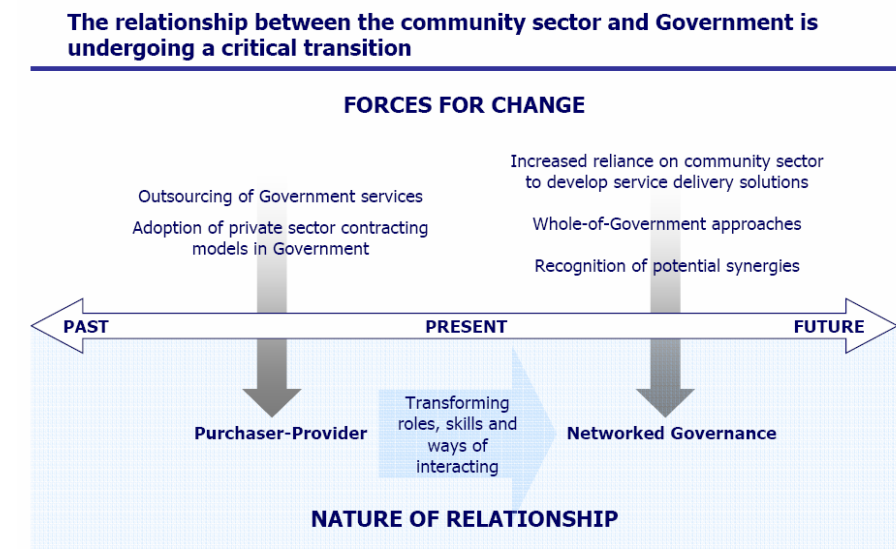 The relationship between the community sector and Government is
undergoing a critical transition
FORCES FOR CHANGE
Outsourcing of Government services
Adoption of private sector contracting
models in Government
Increased reliance on community sector
to develop service delivery solutions
Whole-of-Government approaches
Recognition of potential synergies
PAST
PRESENT
FUTURE
Purchaser-Provider
Transforming
roles, skills and
ways of
interacting
Networked Governance
NATURE OF RELATIONSHIP